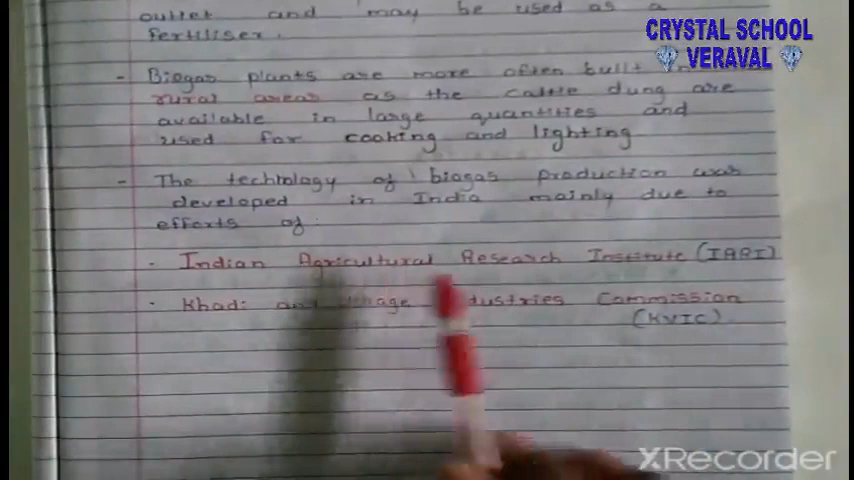 outlet and may be used as a
fertiliser.
CRYSTAL SCHOOL
VERAVAL
- Biogas plants are more often built in
rural areas as the cattle dung are
available in large quantities and
used for cooking and lighting
- The technology of biogas production was
developed in India mainly due to
efforts of
· Indian Agricultural Research Institute (IARI)
· Khadi and Industries Commission
(KVIC)
XRecorder